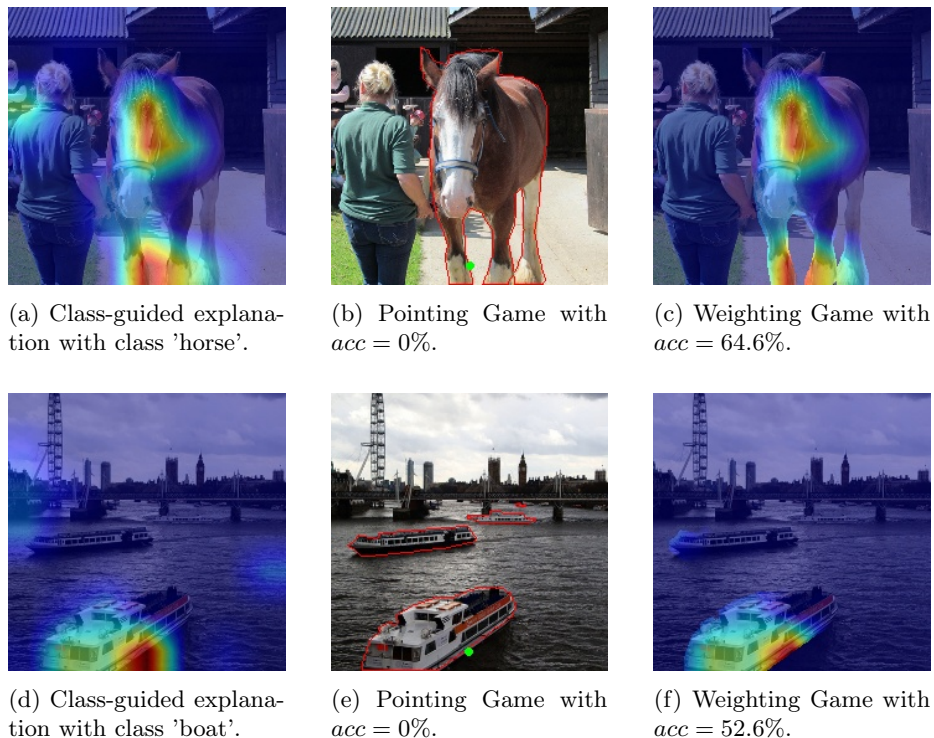 (a) Class-guided explana-
tion with class 'horse'.
(b) Pointing Game with
acc = 0%.
(c) Weighting Game with
acc = 64.6%.
(d) Class-guided explana-
tion with class 'boat'.
(e) Pointing Game with
acc = 0%.
(f) Weighting Game with
acc = 52.6%.